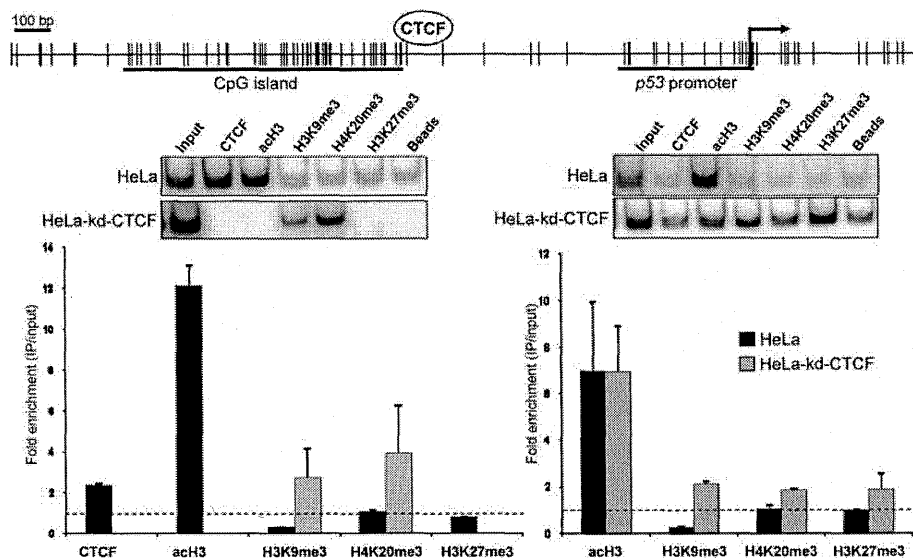 100 bp
CTCF
CpG island
p53 promoter
Input CTCF acH3 H3K9me3 H4K20me3 H3K27me3 Beads
HeLa
HeLa-kd-CTCF
Input CTCF acH3 H3K9me3 H4K20me3 H3K27me3 Beads
HeLa
HeLa-kd-CTCF
Fold enrichment (IP/input)
14
12
10
8
6
4
2
0
CTCF acH3 H3K9me3 H4K20me3 H3K27me3
Fold enrichment (IP/input)
12
10
8
6
4
2
0
HeLa
HeLa-kd-CTCF
acH3 H3K9me3 H4K20me3 H3K27me3